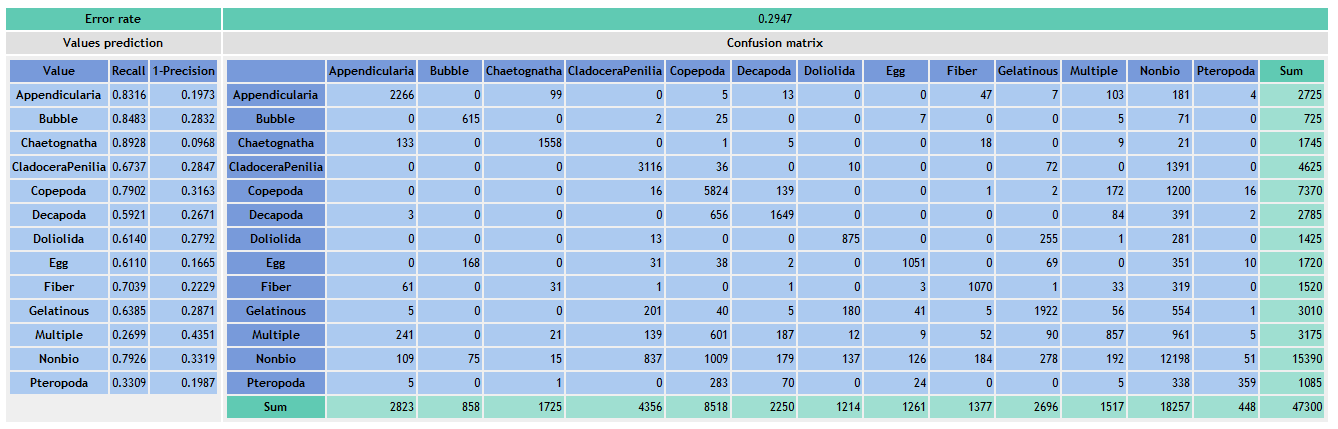 Error rate 0.2947
Values prediction Confusion matrix
Value Recall 1-Precision Appendicularia Bubble Chaetognatha CladoceraPenilia Copepoda Decapoda Doliolida Egg Fiber Gelatinous Multiple Nonbio Pteropoda Sum
Appendicularia 0.8316 0.1973 Appendicularia 2266 0 99 0 5 13 0 0 47 7 103 181 4 2725
Bubble 0.8483 0.2832 Bubble 0 615 0 2 25 0 0 7 0 0 5 71 0 725
Chaetognatha 0.8928 0.0968 Chaetognatha 133 0 1558 0 1 5 0 0 18 0 9 21 0 1745
CladoceraPenilia 0.6737 0.2847 CladoceraPenilia 0 0 0 3116 36 0 10 0 0 72 0 1391 0 4625
Copepoda 0.7902 0.3163 Copepoda 0 0 0 16 5824 139 0 0 1 2 172 1200 16 7370
Decapoda 0.5921 0.2671 Decapoda 3 0 0 0 656 1649 0 0 0 0 84 391 2 2785
Doliolida 0.6140 0.2792 Doliolida 0 0 0 13 0 0 875 0 0 255 1 281 0 1425
Egg 0.6110 0.1665 Egg 0 168 0 31 38 2 0 1051 0 69 0 351 10 1720
Fiber 0.7039 0.2229 Fiber 61 0 31 1 0 1 0 3 1070 1 33 319 0 1520
Gelatinous 0.6385 0.2871 Gelatinous 5 0 0 201 40 5 180 41 5 1922 56 554 1 3010
Multiple 0.2699 0.4351 Multiple 241 0 21 139 601 187 12 9 52 90 857 961 5 3175
Nonbio 0.7926 0.3319 Nonbio 109 75 15 837 1009 179 137 126 184 278 192 12198 51 15390
Pteropoda 0.3309 0.1987 Pteropoda 5 0 1 0 283 70 0 24 0 0 5 338 359 1085
Sum 2823 858 1725 4356 8518 2250 1214 1261 1377 2696 1517 18257 448 47300